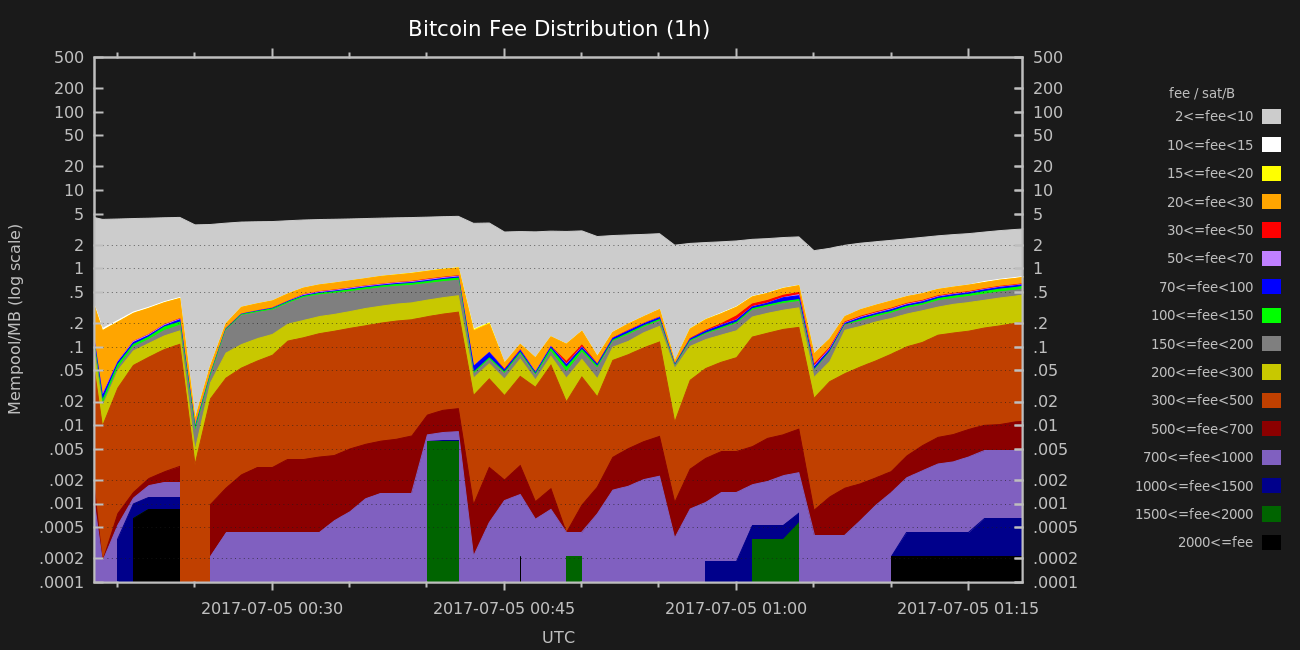 Bitcoin Fee Distribution (1h)
500 500
200 200
100 100
50 50
20 20
10 10
5 5
2 2
1 1
.5 .5
.2 .2
.1 .1
.05 .05
.02 .02
.01 .01
.005 .005
.002 .002
.001 .001
.0005 .0005
.0002 .0002
.0001 .0001
Mempool/MB (log scale)
2017-07-05 00:30 2017-07-05 00:45 2017-07-05 01:00 2017-07-05 01:15
UTC
fee / sat/B
2<=fee<10
10<=fee<15
15<=fee<20
20<=fee<30
30<=fee<50
50<=fee<70
70<=fee<100
100<=fee<150
150<=fee<200
200<=fee<300
300<=fee<500
500<=fee<700
700<=fee<1000
1000<=fee<1500
1500<=fee<2000
2000<=fee